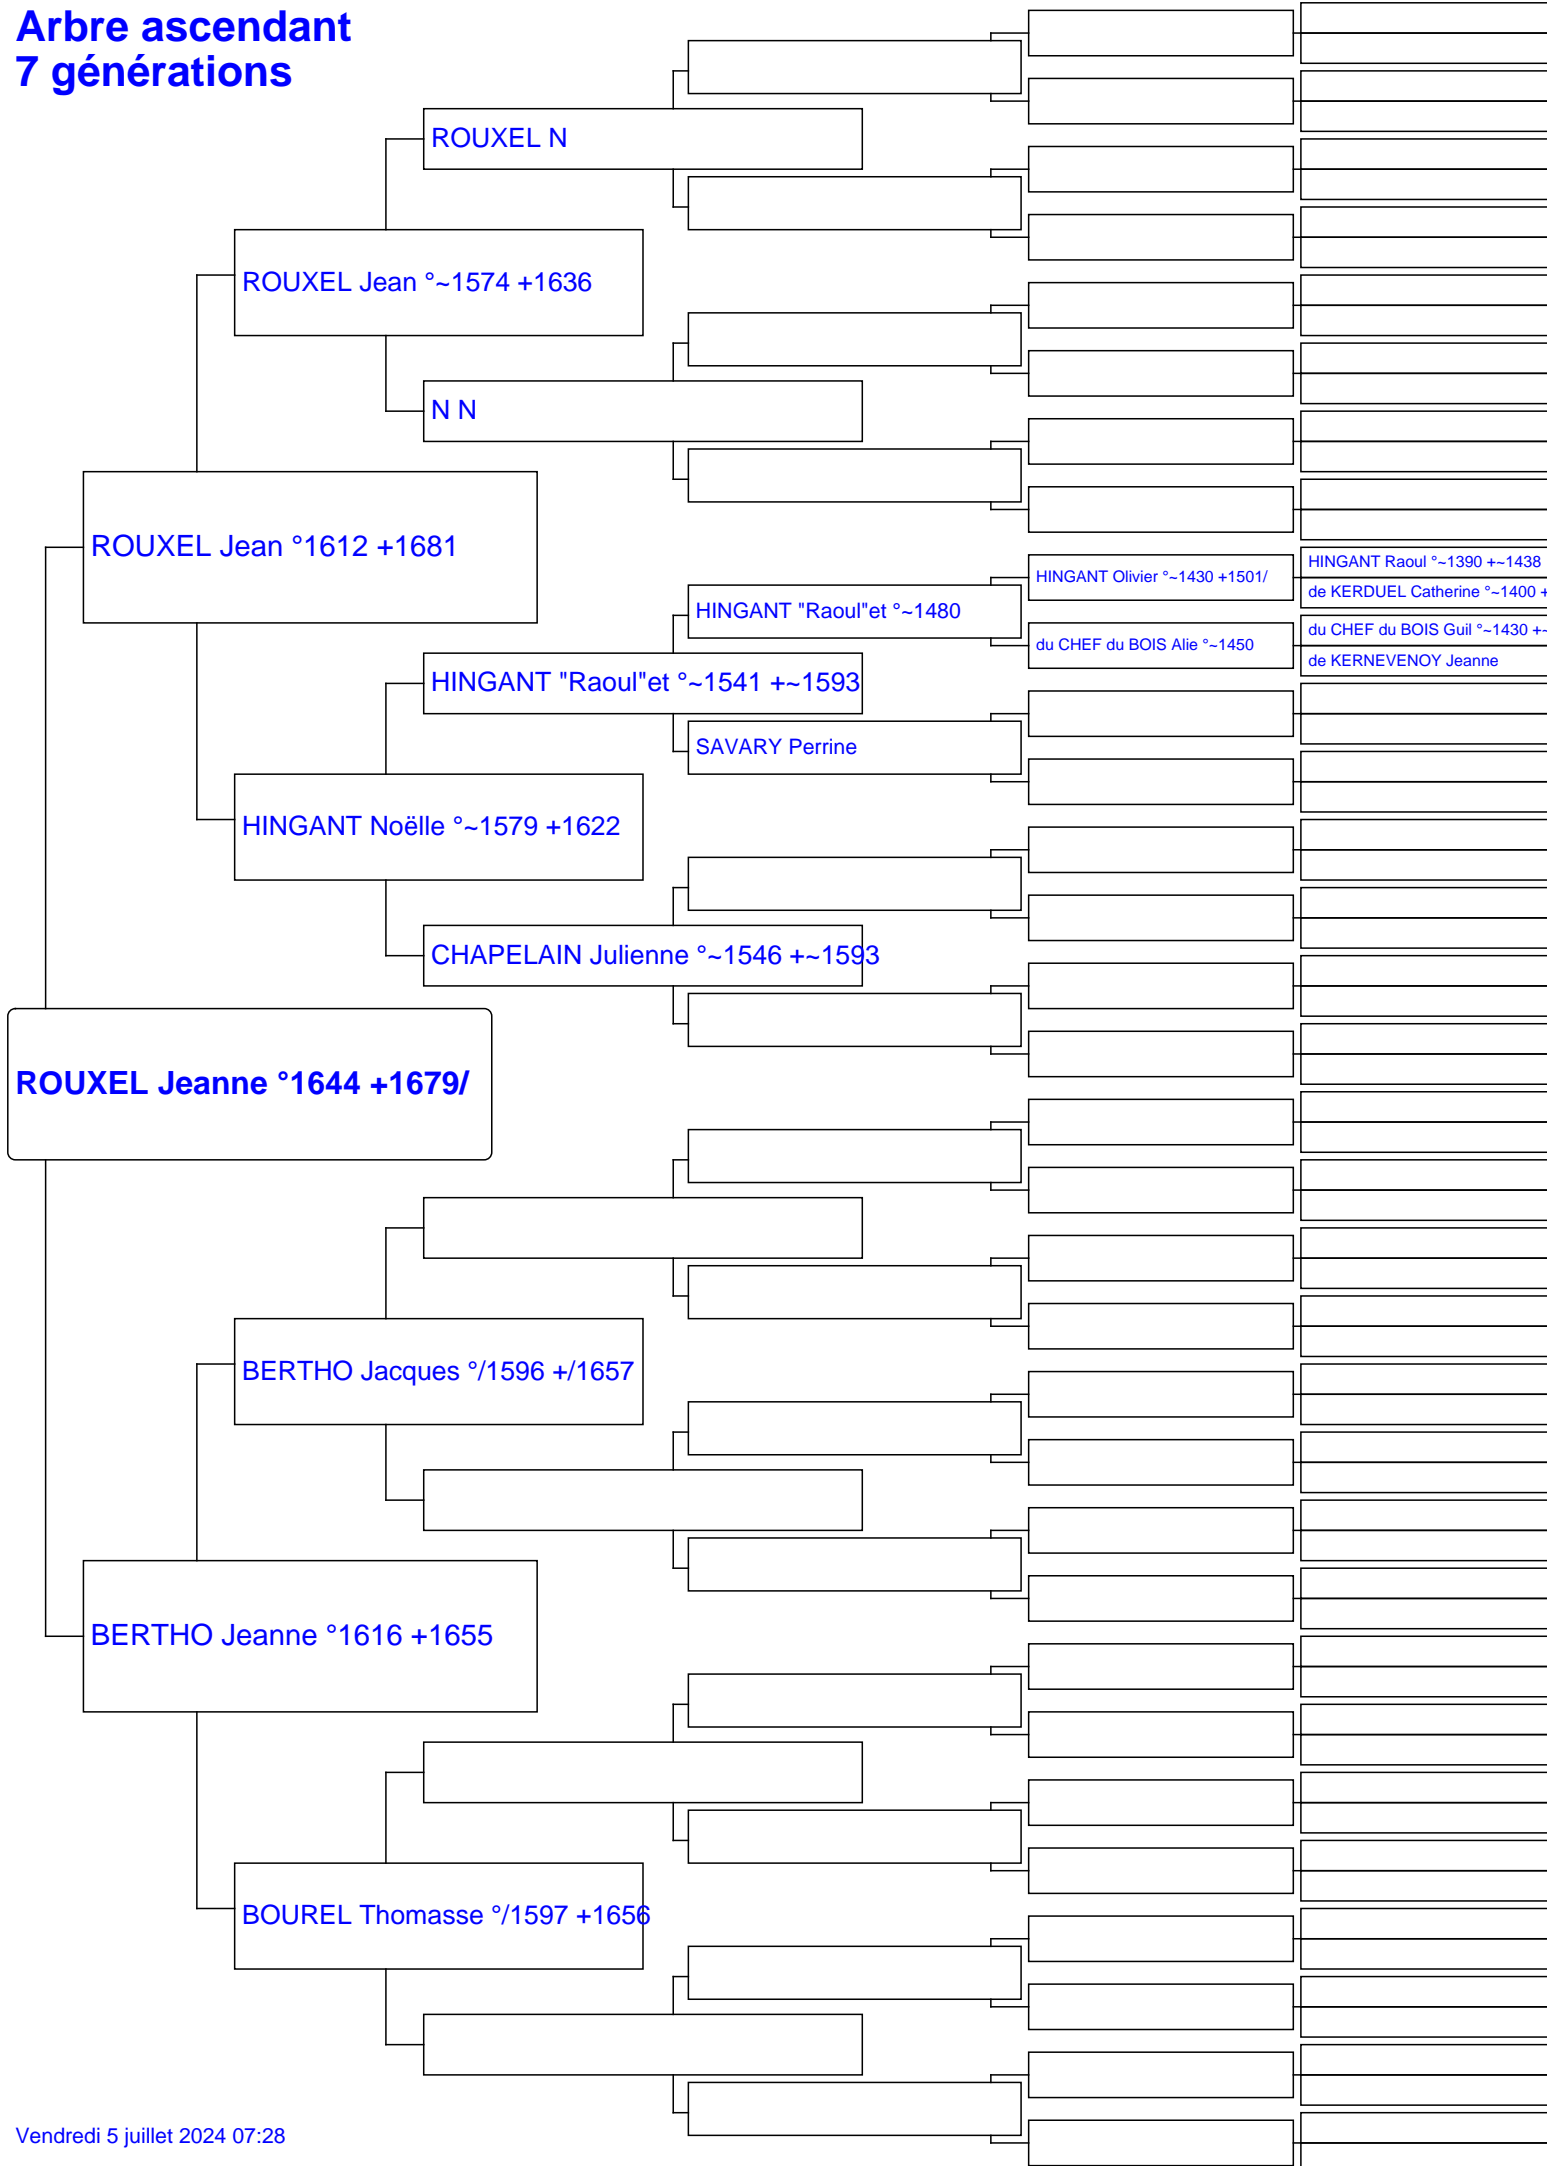 Arbre ascendant
7 générations
ROUXEL N
ROUXEL Jean °~1574 +1636
N N
ROUXEL Jean °1612 +1681
HINGANT Raoul °~1390 +~1438
HINGANT Olivier °~1430 +1501/
de KERDUEL Catherine °~1400 +
HINGANT "Raoul"et °~1480
du CHEF du BOIS Guil °~1430 +~
du CHEF du BOIS Alie °~1450
de KERNEVENOY Jeanne
HINGANT "Raoul"et °~1541 +~1593
SAVARY Perrine
HINGANT Noëlle °~1579 +1622
CHAPELAIN Julienne °~1546 +~1593
ROUXEL Jeanne °1644 +1679/
BERTHO Jacques °/1596 +/1657
BERTHO Jeanne °1616 +1655
BOUREL Thomasse °/1597 +1656
Vendredi 5 juillet 2024 07:28